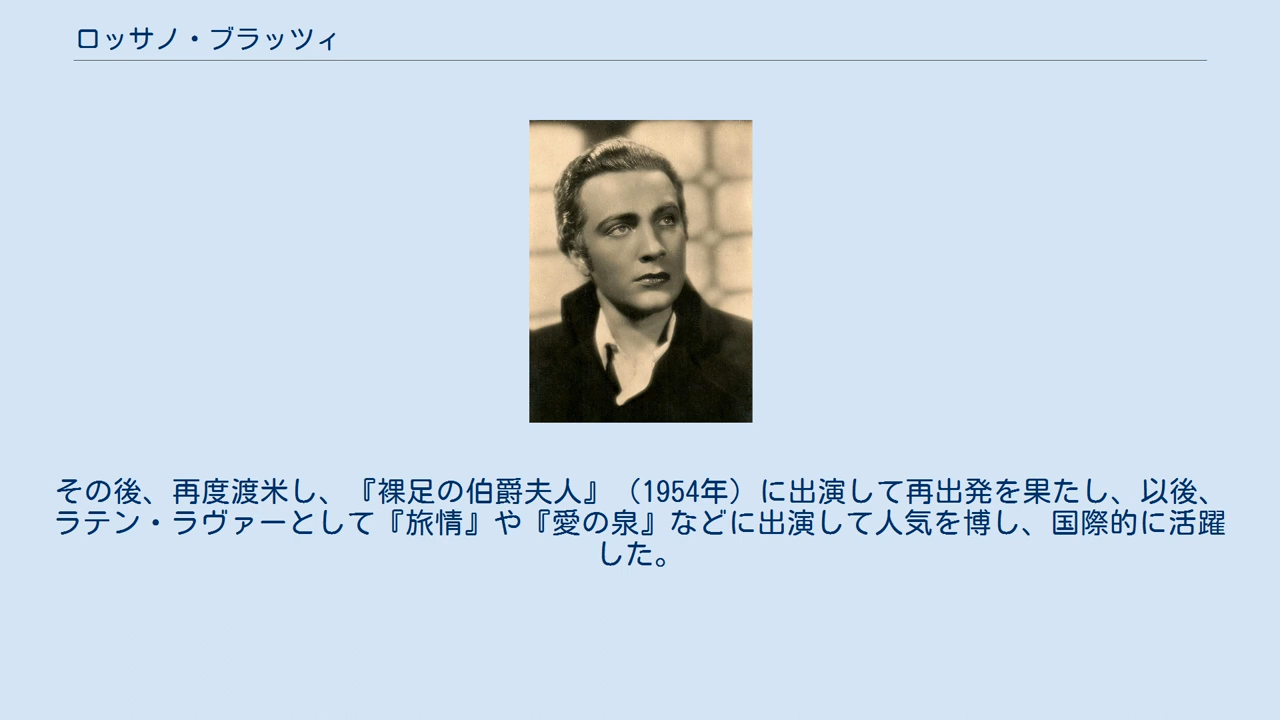 ロッサノ・ブラッツィ
その後、再度渡米し、『裸足の伯爵夫人』（1954年）に出演して再出発を果たし、以後、
ラテン・ラヴァーとして『旅情』や『愛の泉』などに出演して人気を博し、国際的に活躍
した。